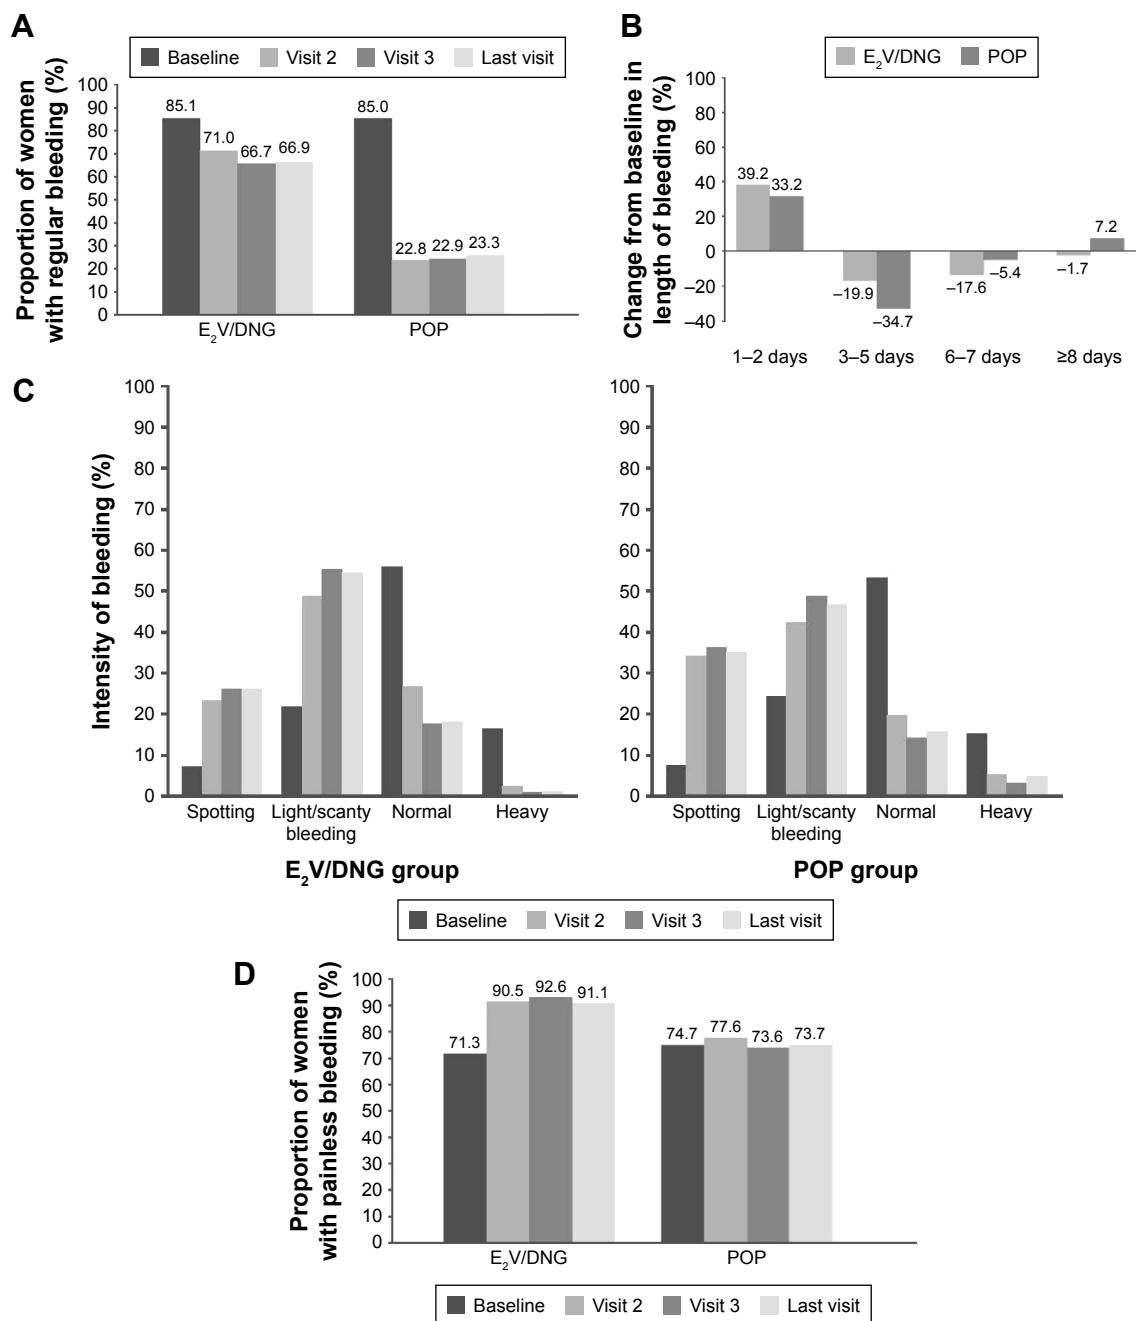 A
Baseline Visit 2 Visit 3 Last visit
Proportion of women
with regular bleeding (%)
100
90
80
70
60
50
40
30
20
10
0
85.1
71.0
66.7
66.9
85.0
22.8
22.9
23.3
E₂V/DNG
POP
B
E₂V/DNG POP
Change from baseline in
length of bleeding (%)
100
80
60
40
20
0
–20
–40
39.2
33.2
–19.9
–34.7
–17.6
–5.4
–1.7
7.2
1–2 days
3–5 days
6–7 days
≥8 days
C
Intensity of bleeding (%)
100
90
80
70
60
50
40
30
20
10
0
Spotting
Light/scanty
bleeding
Normal
Heavy
E₂V/DNG group
100
90
80
70
60
50
40
30
20
10
0
Spotting
Light/scanty
bleeding
Normal
Heavy
POP group
Baseline Visit 2 Visit 3 Last visit
D
Proportion of women
with painless bleeding (%)
100
90
80
70
60
50
40
30
20
10
0
71.3
90.5
92.6
91.1
74.7
77.6
73.6
73.7
E₂V/DNG
POP
Baseline Visit 2 Visit 3 Last visit